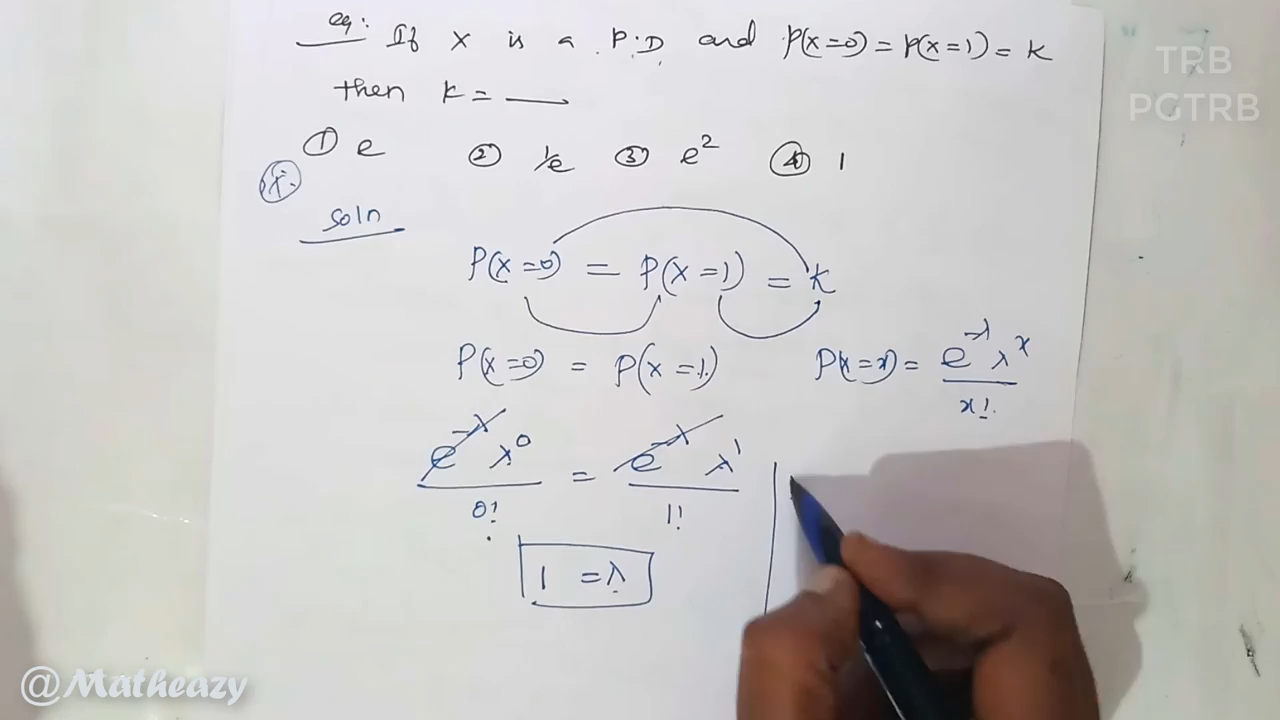 eg: If X is a P.D and P(X=0) = P(X=1) = K
then K = ___
① e ② 1/e ③ e² ④ 1
soln
P(X=0) = P(X=1) = K
P(X=0) = P(X=1) P(X=x) = e^-λ λ^x / x!
e^-λ λ^0 / 0! = e^-λ λ^1 / 1!
1 = λ
TRB
PGTRB
@Matheazy